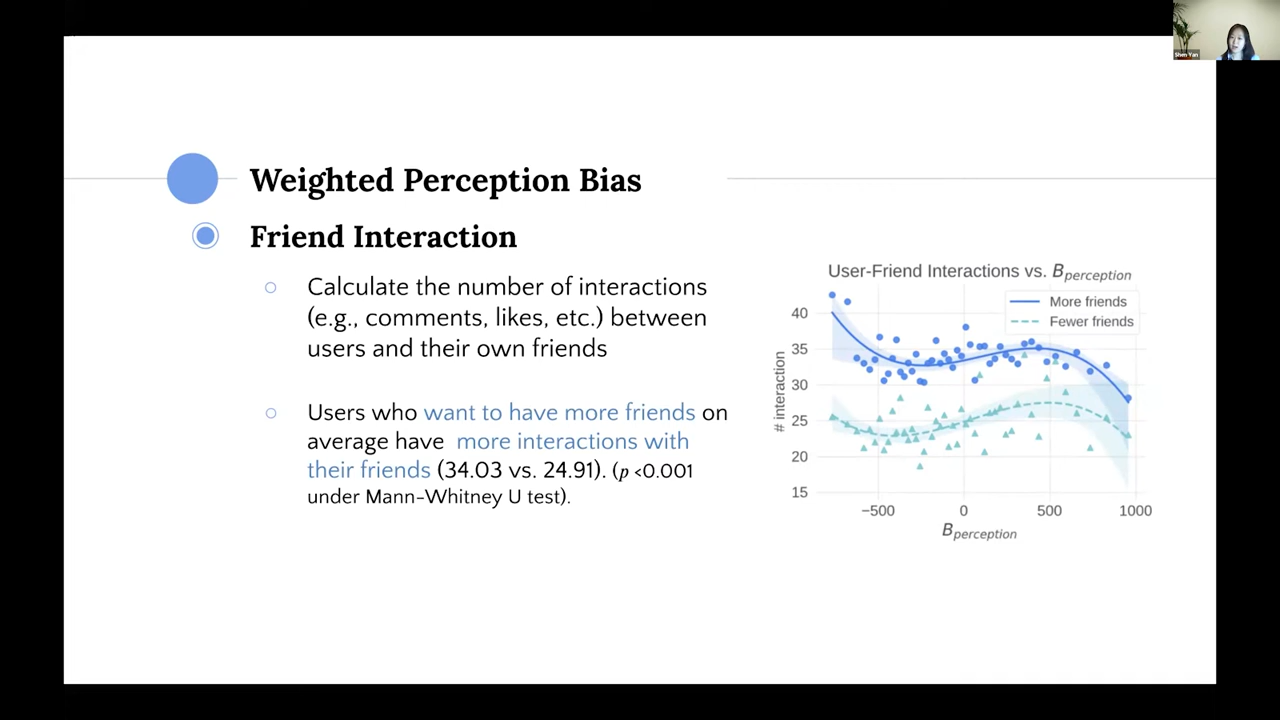 Shen Yan
Weighted Perception Bias
Friend Interaction
Calculate the number of interactions
(e.g., comments, likes, etc.) between
users and their own friends
Users who want to have more friends on
average have more interactions with
their friends (34.03 vs. 24.91). (p <0.001
under Mann-Whitney U test).
User-Friend Interactions vs. Bperception
More friends
Fewer friends
# interaction
40
35
30
25
20
15
−500 0 500 1000
Bperception